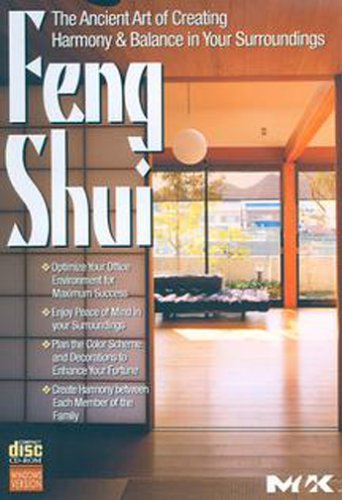 The Ancient Art of Creating
Harmony & Balance in Your Surroundings
Feng
Shui
Optimize Your Office
Environment for
Maximum Success
Enjoy Peace of Mind in
your Surroundings
Plan the Color Scheme
and Decorations to
Enhance Your Fortune
Create Harmony between
Each Member of the
Family
COMPACT
disc
CD-ROM
WINDOWS
VERSION